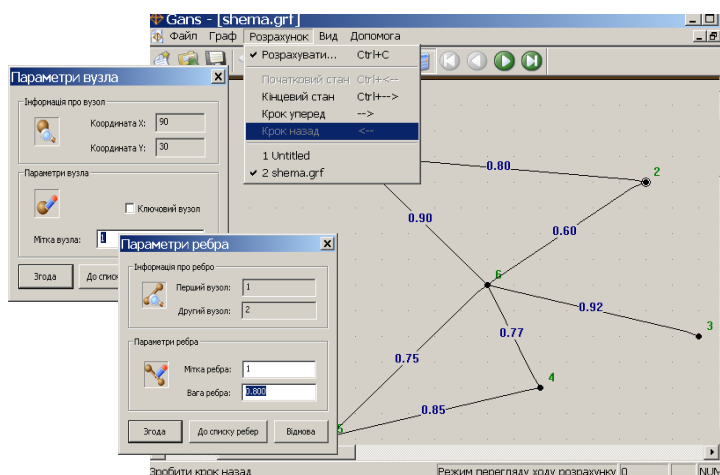 Gans - [shema.grf]
Файл Граф Розрахунок Вид Допомога
Розрахувати... Ctrl+C
Початковий стан Ctrl+<--
Кінцевий стан Ctrl+-->
Крок уперед -->
Крок назад <--
1 Untitled
2 shema.grf
Параметри вузла
Інформація про вузол
Координата X: 90
Координата Y: 30
Параметри вузла
Ключовий вузол
Мітка вузла: 1
Згода До
Параметри ребра
Інформація про ребро
Перший вузол: 1
Другий вузол: 2
Параметри ребра
Мітка ребра: 1
Вага ребра: 0.800
Згода До списку ребер Віднова
0.80
2
0.90
0.60
6
0.92
3
0.77
0.75
4
0.85
5
Зробити крок назад
Режим перегляду ходу розрахунку 0 NUM